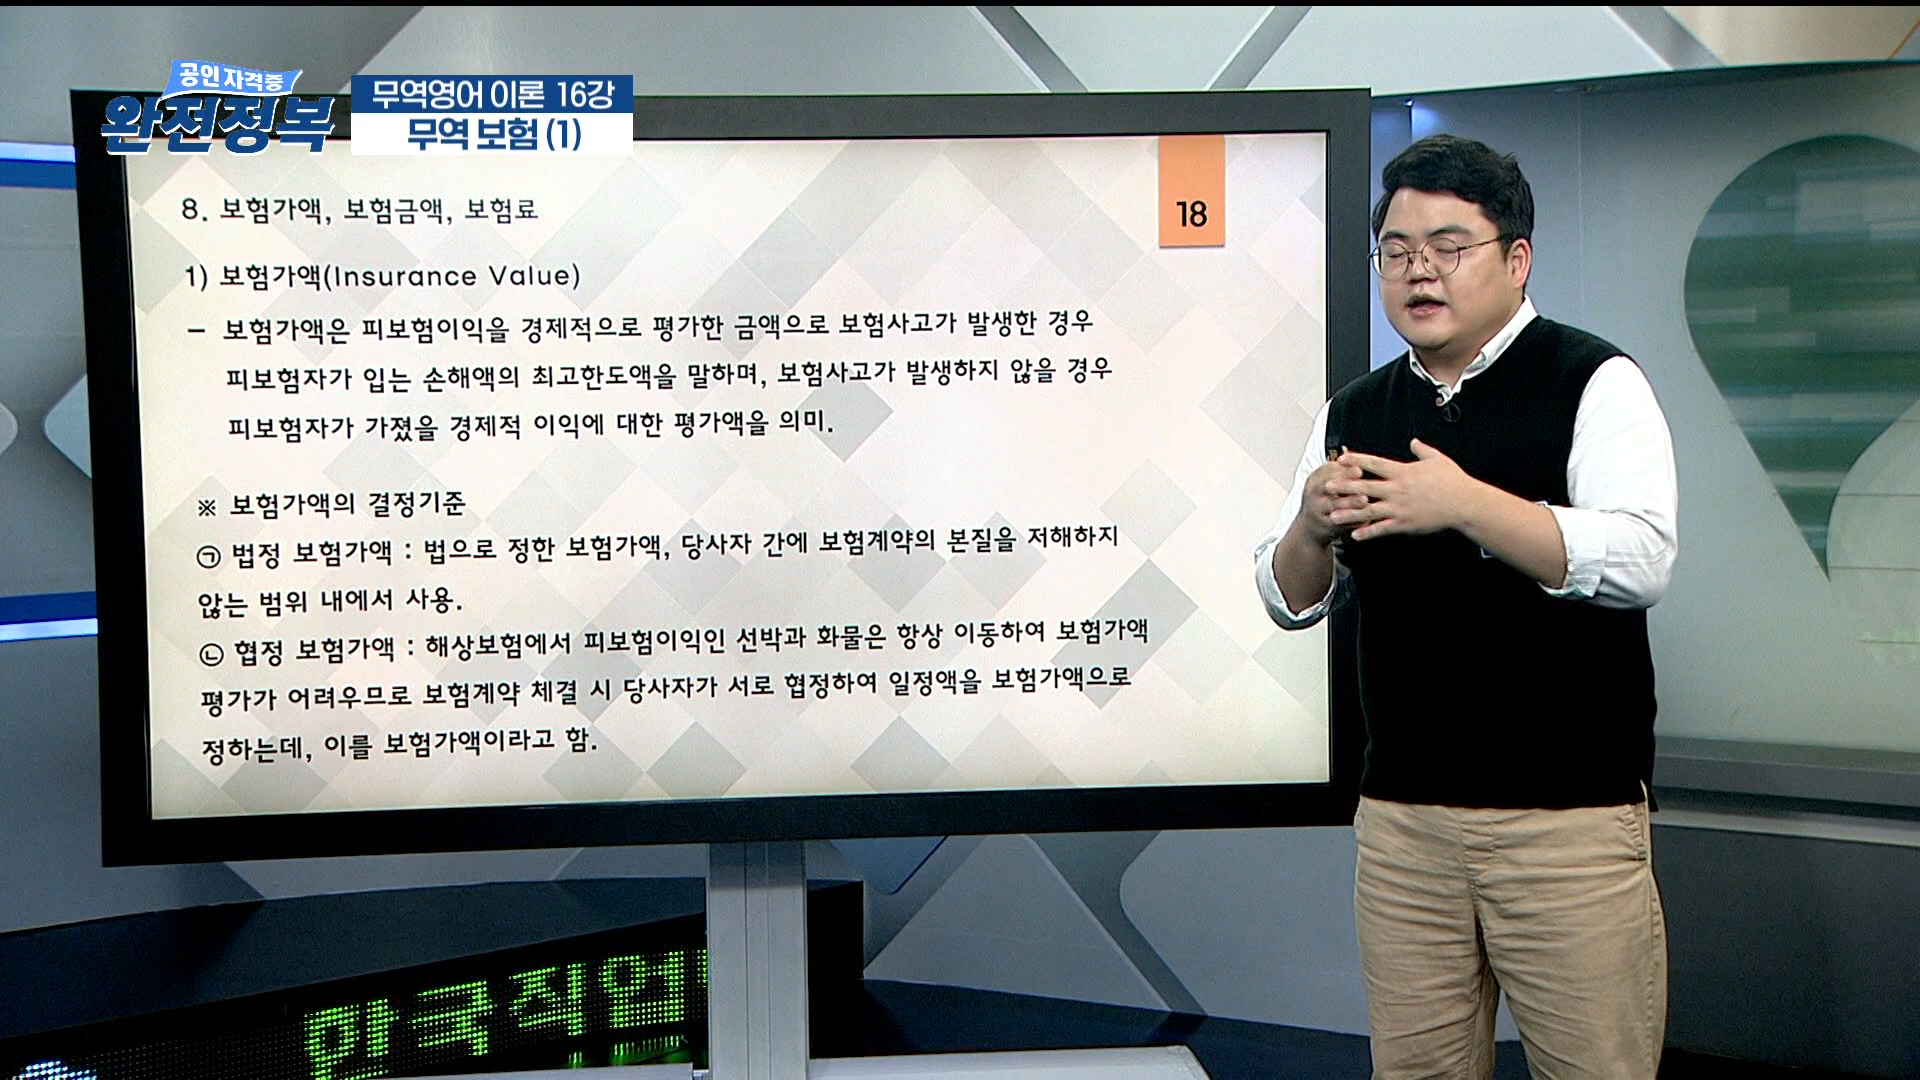 공인 자격증
완전정복
무역영어 이론 16강
무역 보험 (1)
18
8. 보험가액, 보험금액, 보험료
1) 보험가액(Insurance Value)
- 보험가액은 피보험이익을 경제적으로 평가한 금액으로 보험사고가 발생한 경우
피보험자가 입는 손해액의 최고한도액을 말하며, 보험사고가 발생하지 않을 경우
피보험자가 가졌을 경제적 이익에 대한 평가액을 의미.
※ 보험가액의 결정기준
㉠ 법정 보험가액 : 법으로 정한 보험가액, 당사자 간에 보험계약의 본질을 저해하지
않는 범위 내에서 사용.
㉡ 협정 보험가액 : 해상보험에서 피보험이익인 선박과 화물은 항상 이동하여 보험가액
평가가 어려우므로 보험계약 체결 시 당사자가 서로 협정하여 일정액을 보험가액으로
정하는데, 이를 보험가액이라고 함.
한국직업